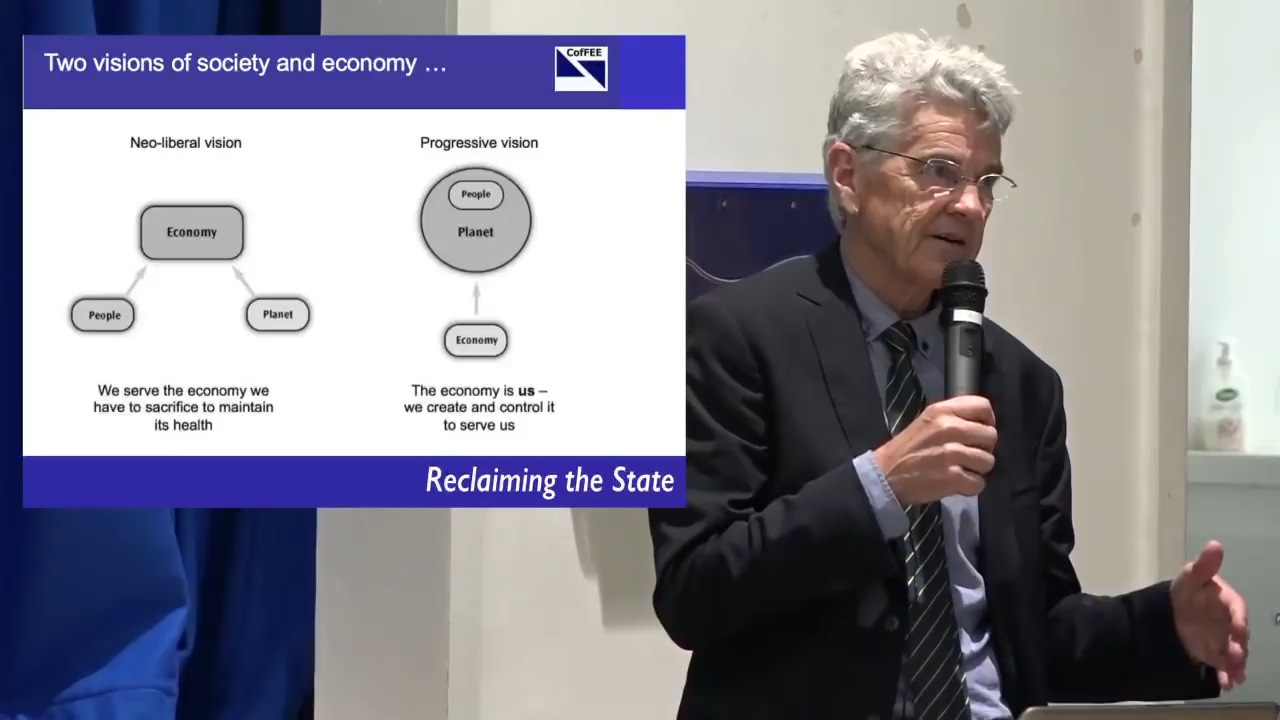 Two visions of society and economy …
CofFEE
Neo-liberal vision
Economy
People
Planet
We serve the economy we
have to sacrifice to maintain
its health
Progressive vision
People
Planet
Economy
The economy is us –
we create and control it
to serve us
Reclaiming the State